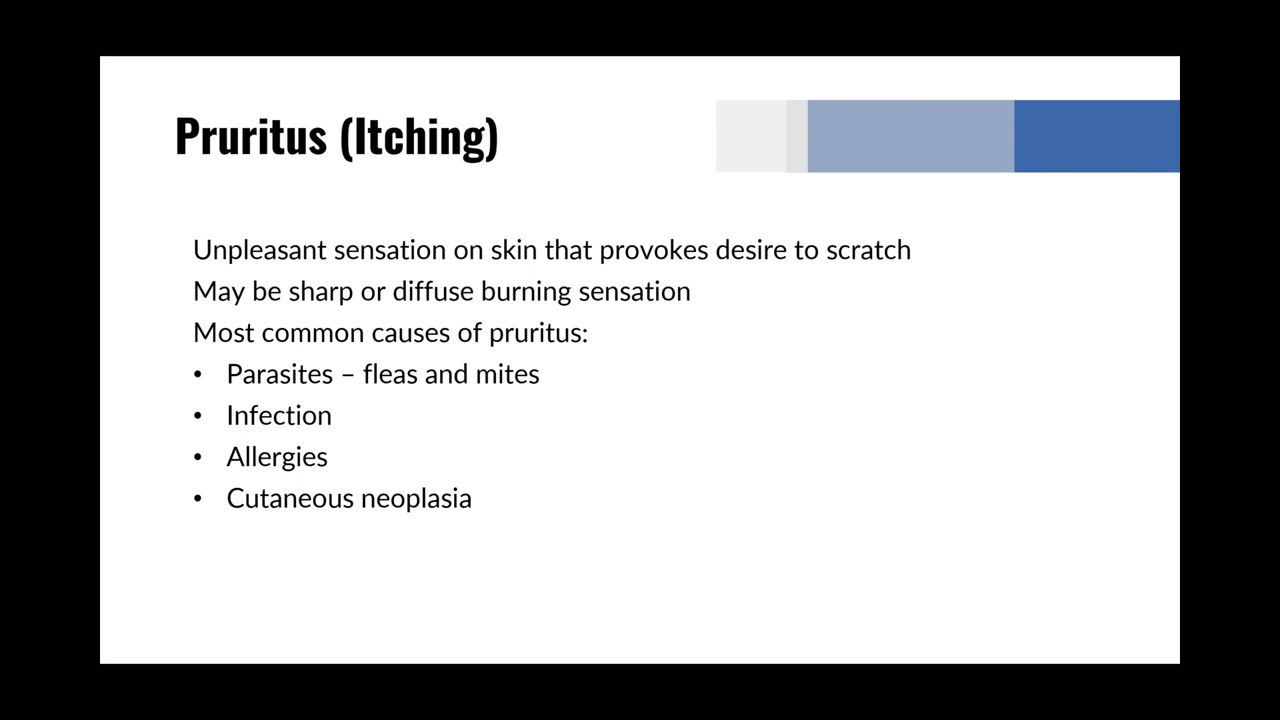 Pruritus (Itching)
Unpleasant sensation on skin that provokes desire to scratch
May be sharp or diffuse burning sensation
Most common causes of pruritus:
• Parasites – fleas and mites
• Infection
• Allergies
• Cutaneous neoplasia